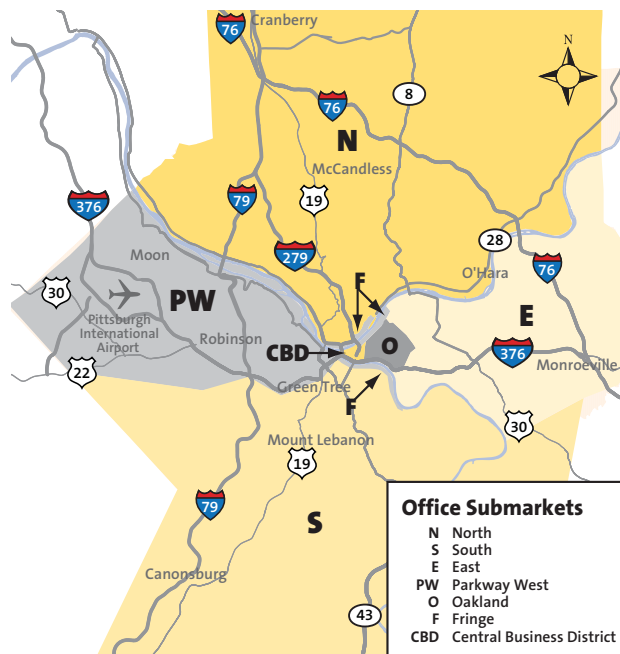 Cranberry
76
N
8
76
N
McCandless
79
19
376
28
279
Moon
O'Hara
76
F
30
PW
E
Pittsburgh
International
Airport
Robinson
CBD
O
376
Monroeville
22
Green Tree
F
30
Mount Lebanon
19
79
S
Canonsburg
43
Office Submarkets
N North
S South
E East
PW Parkway West
O Oakland
F Fringe
CBD Central Business District